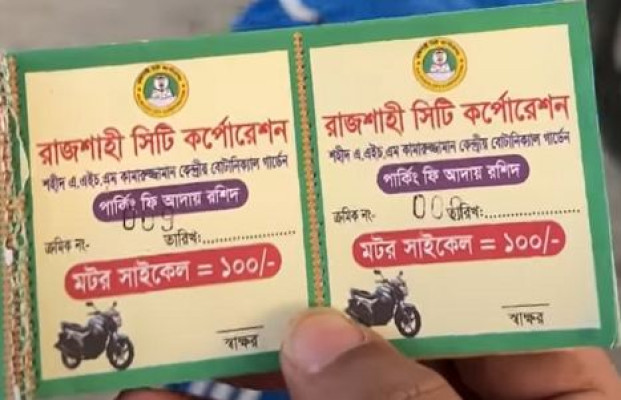 রাজশাহী সিটি কর্পোরেশন
শহীদ এ.এইচ.এম কামারুজ্জামান কেন্দ্রীয় বোটানিক্যাল গার্ডেন
পার্কিং ফি আদায় রশিদ
ক্রমিক নং- তারিখ:
মটর সাইকেল = ১০০/-
স্বাক্ষর
রাজশাহী সিটি কর্পোরেশন
শহীদ এ.এইচ.এম কামারুজ্জামান কেন্দ্রীয় বোটানিক্যাল গার্ডেন
পার্কিং ফি আদায় রশিদ
ক্রমিক নং- তারিখ:
মটর সাইকেল = ১০০/-
স্বাক্ষর